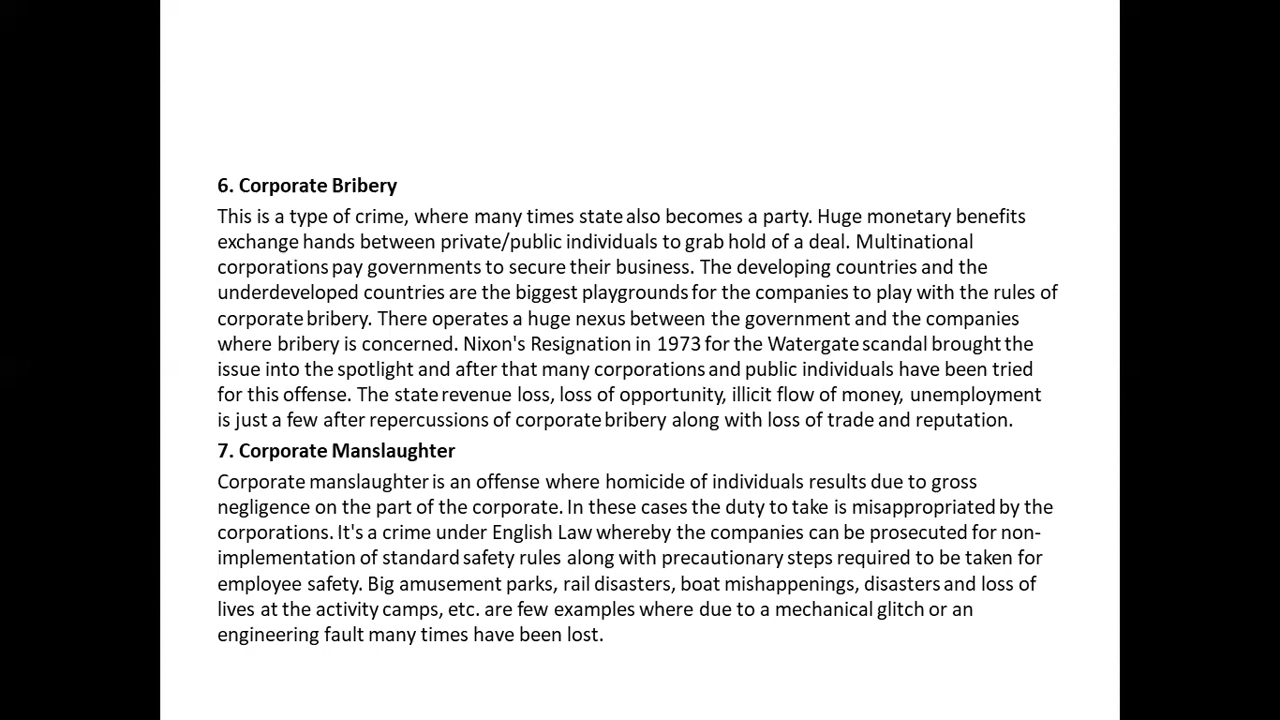 6. Corporate Bribery
This is a type of crime, where many times state also becomes a party. Huge monetary benefits
exchange hands between private/public individuals to grab hold of a deal. Multinational
corporations pay governments to secure their business. The developing countries and the
underdeveloped countries are the biggest playgrounds for the companies to play with the rules of
corporate bribery. There operates a huge nexus between the government and the companies
where bribery is concerned. Nixon's Resignation in 1973 for the Watergate scandal brought the
issue into the spotlight and after that many corporations and public individuals have been tried
for this offense. The state revenue loss, loss of opportunity, illicit flow of money, unemployment
is just a few after repercussions of corporate bribery along with loss of trade and reputation.
7. Corporate Manslaughter
Corporate manslaughter is an offense where homicide of individuals results due to gross
negligence on the part of the corporate. In these cases the duty to take is misappropriated by the
corporations. It's a crime under English Law whereby the companies can be prosecuted for non-
implementation of standard safety rules along with precautionary steps required to be taken for
employee safety. Big amusement parks, rail disasters, boat mishappenings, disasters and loss of
lives at the activity camps, etc. are few examples where due to a mechanical glitch or an
engineering fault many times have been lost.